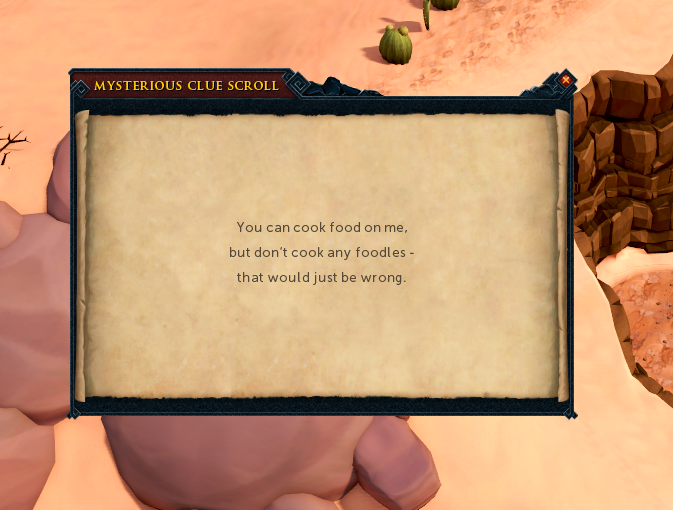 MYSTERIOUS CLUE SCROLL
You can cook food on me,
but don't cook any foodles -
that would just be wrong.